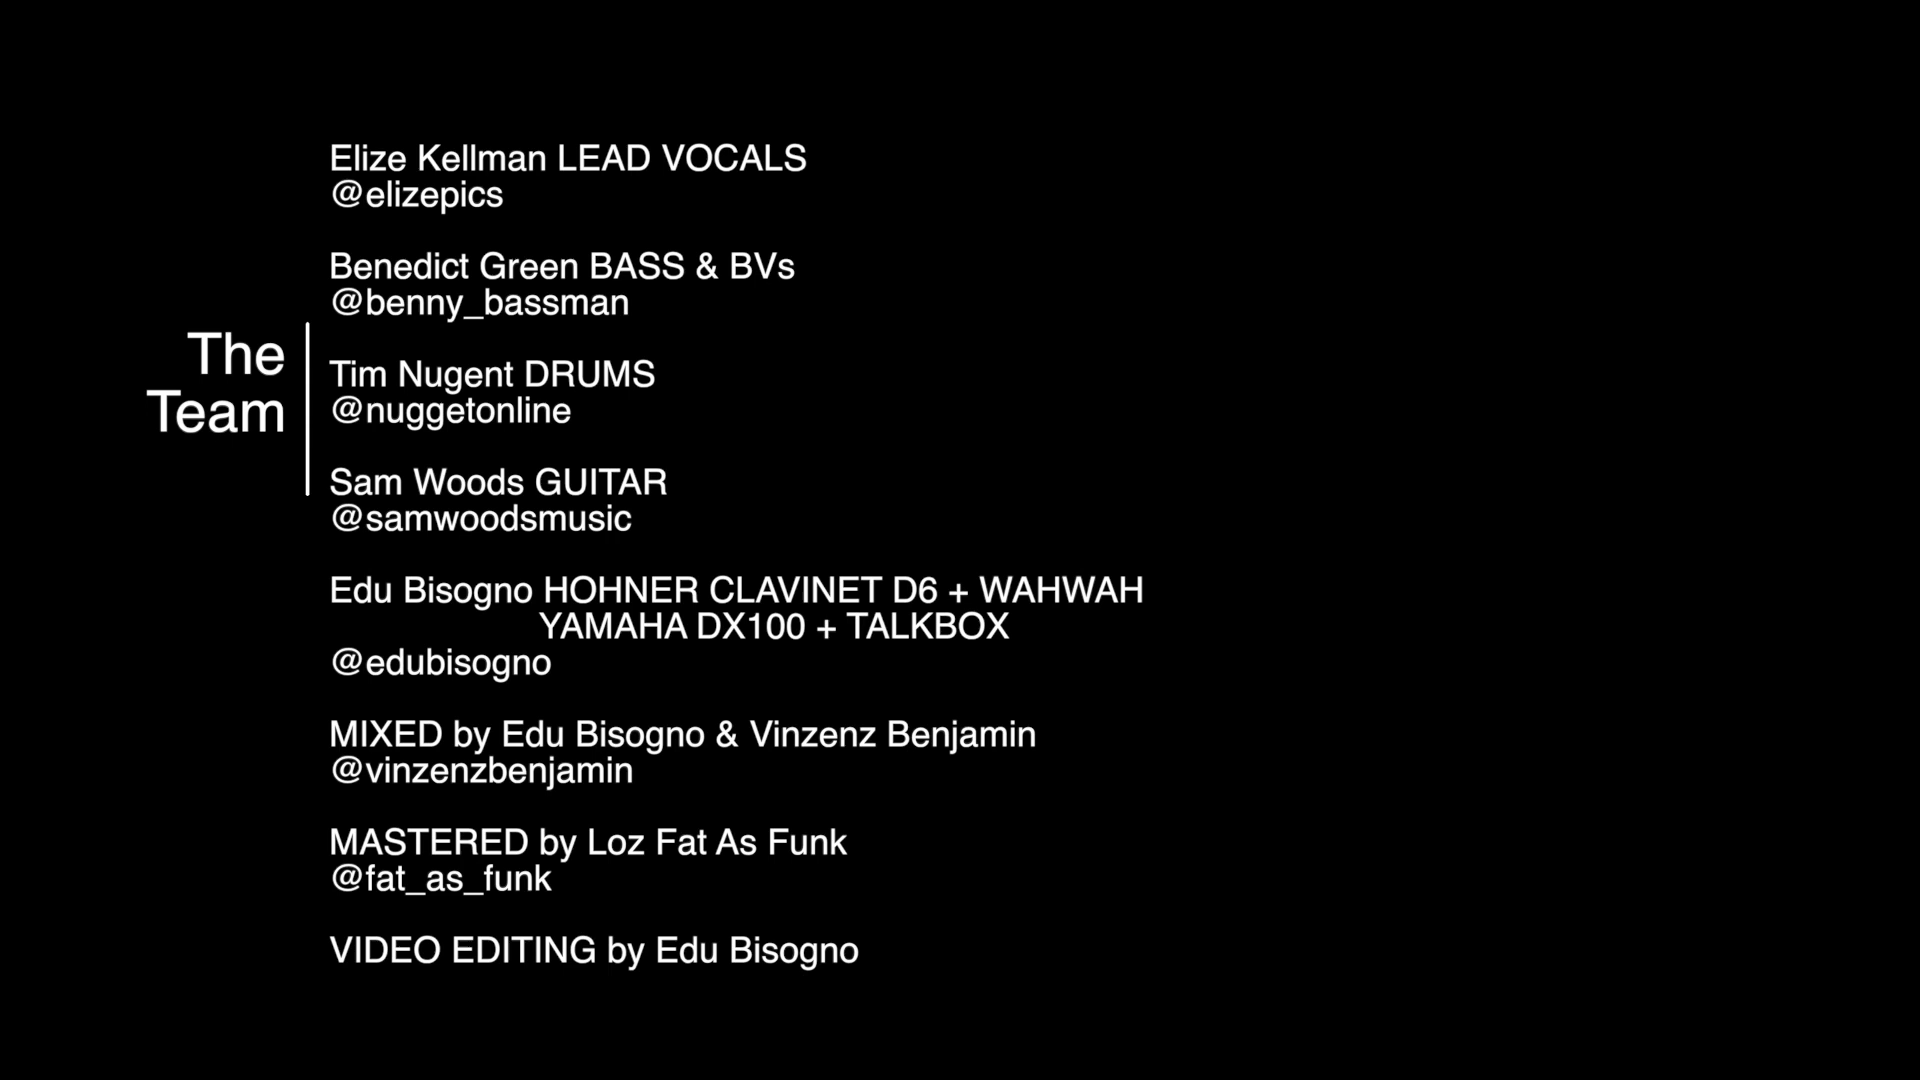 The
Team
Elize Kellman LEAD VOCALS
@elizepics
Benedict Green BASS & BVs
@benny_bassman
Tim Nugent DRUMS
@nuggetonline
Sam Woods GUITAR
@samwoodsmusic
Edu Bisogno HOHNER CLAVINET D6 + WAHWAH
YAMAHA DX100 + TALKBOX
@edubisogno
MIXED by Edu Bisogno & Vinzenz Benjamin
@vinzenzbenjamin
MASTERED by Loz Fat As Funk
@fat_as_funk
VIDEO EDITING by Edu Bisogno